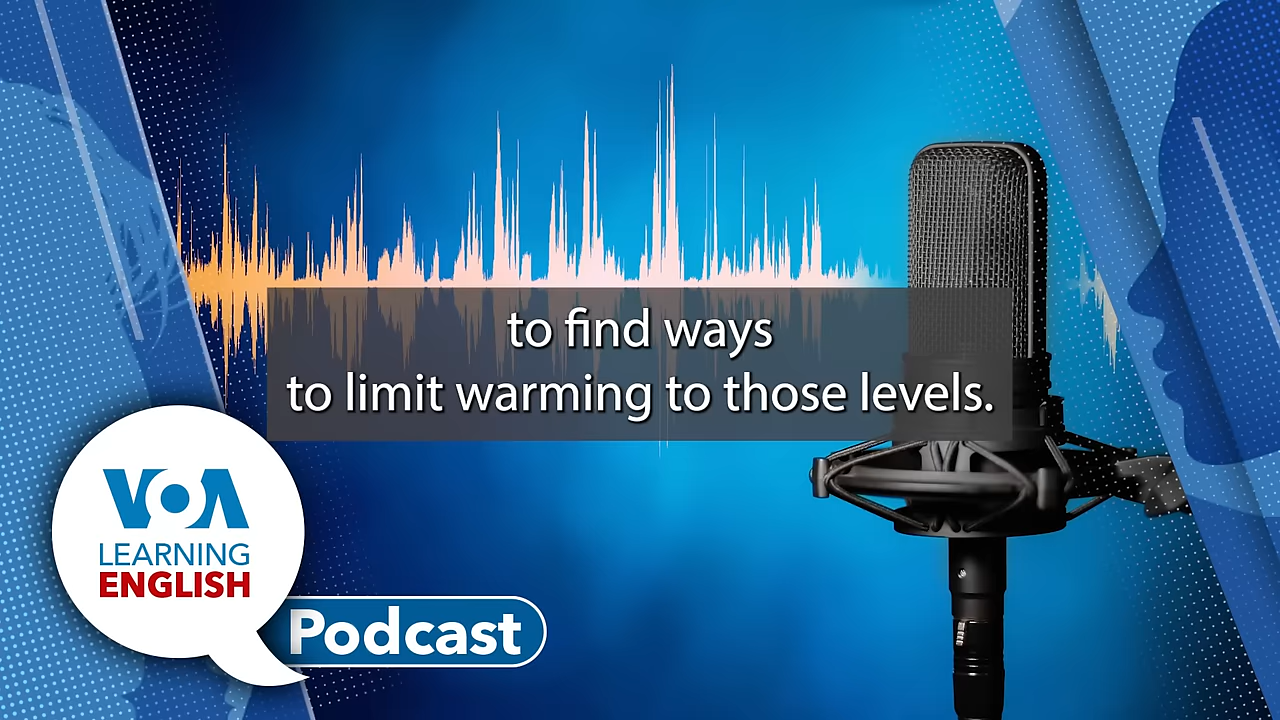 to find ways
to limit warming to those levels.
VOA
LEARNING
ENGLISH
Podcast